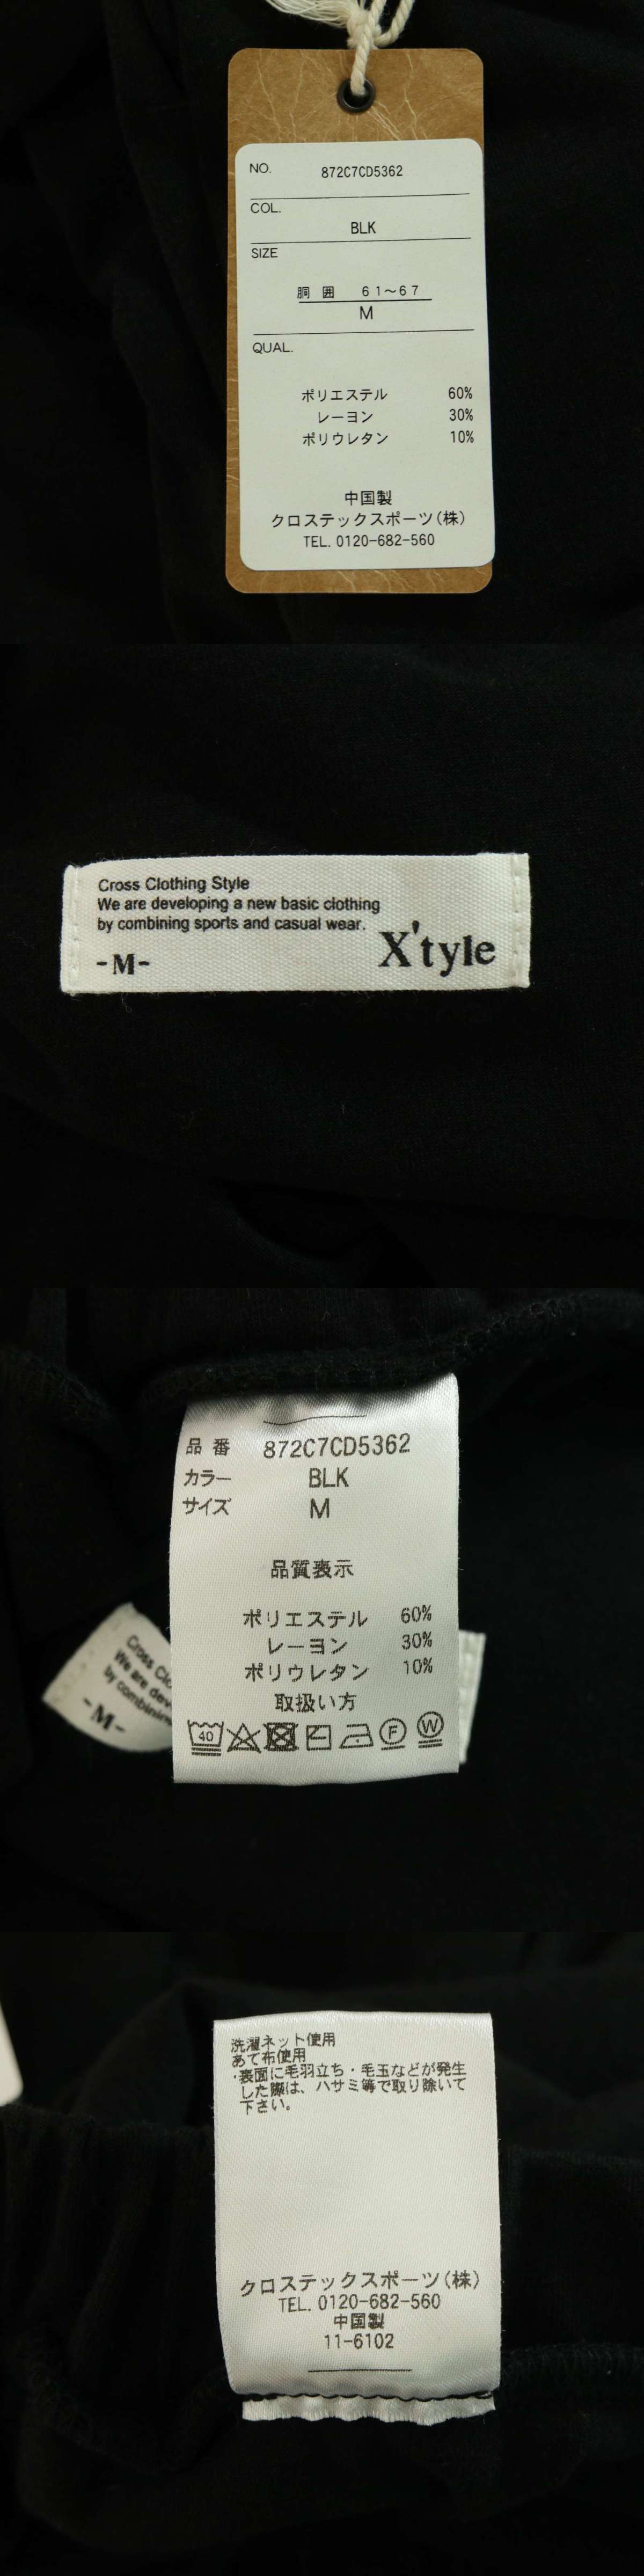 NO. 872C7CD5362
COL.
BLK
SIZE
胴 囲 61〜67
M
QUAL.
ポリエステル 60%
レーヨン 30%
ポリウレタン 10%
中国製
クロステックスポーツ(株)
TEL. 0120-682-560
Cross Clothing Style
We are developing a new basic clothing
by combining sports and casual wear.
-M-
X'tyle
品 番 872C7CD5362
カラー BLK
サイズ M
品質表示
ポリエステル 60%
レーヨン 30%
ポリウレタン 10%
取扱い方
40
F
W
Cross Clo
We are dev
by combinin
-M-
洗濯ネット使用
あて布使用
・表面に毛羽立ち・毛玉などが発生
した際は、ハサミ等で取り除いて
下さい。
クロステックスポーツ(株)
TEL. 0120-682-560
中国製
11-6102